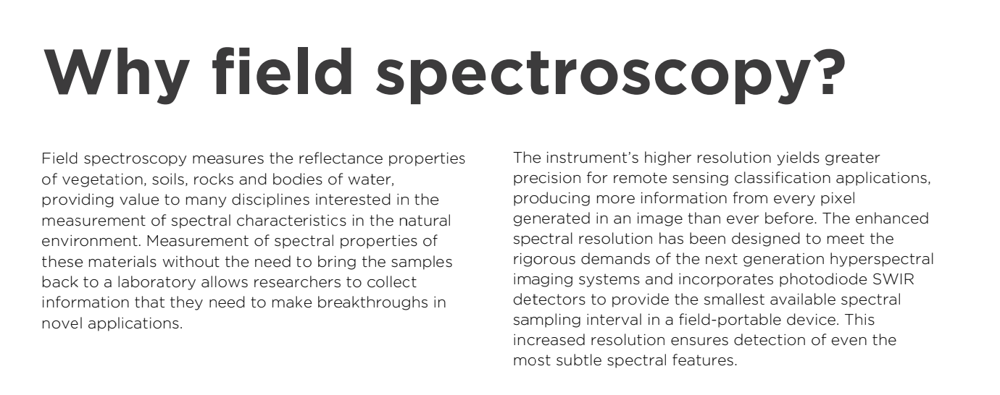 Why field spectroscopy?
Field spectroscopy measures the reflectance properties
of vegetation, soils, rocks and bodies of water,
providing value to many disciplines interested in the
measurement of spectral characteristics in the natural
environment. Measurement of spectral properties of
these materials without the need to bring the samples
back to a laboratory allows researchers to collect
information that they need to make breakthroughs in
novel applications.
The instrument’s higher resolution yields greater
precision for remote sensing classification applications,
producing more information from every pixel
generated in an image than ever before. The enhanced
spectral resolution has been designed to meet the
rigorous demands of the next generation hyperspectral
imaging systems and incorporates photodiode SWIR
detectors to provide the smallest available spectral
sampling interval in a field-portable device. This
increased resolution ensures detection of even the
most subtle spectral features.